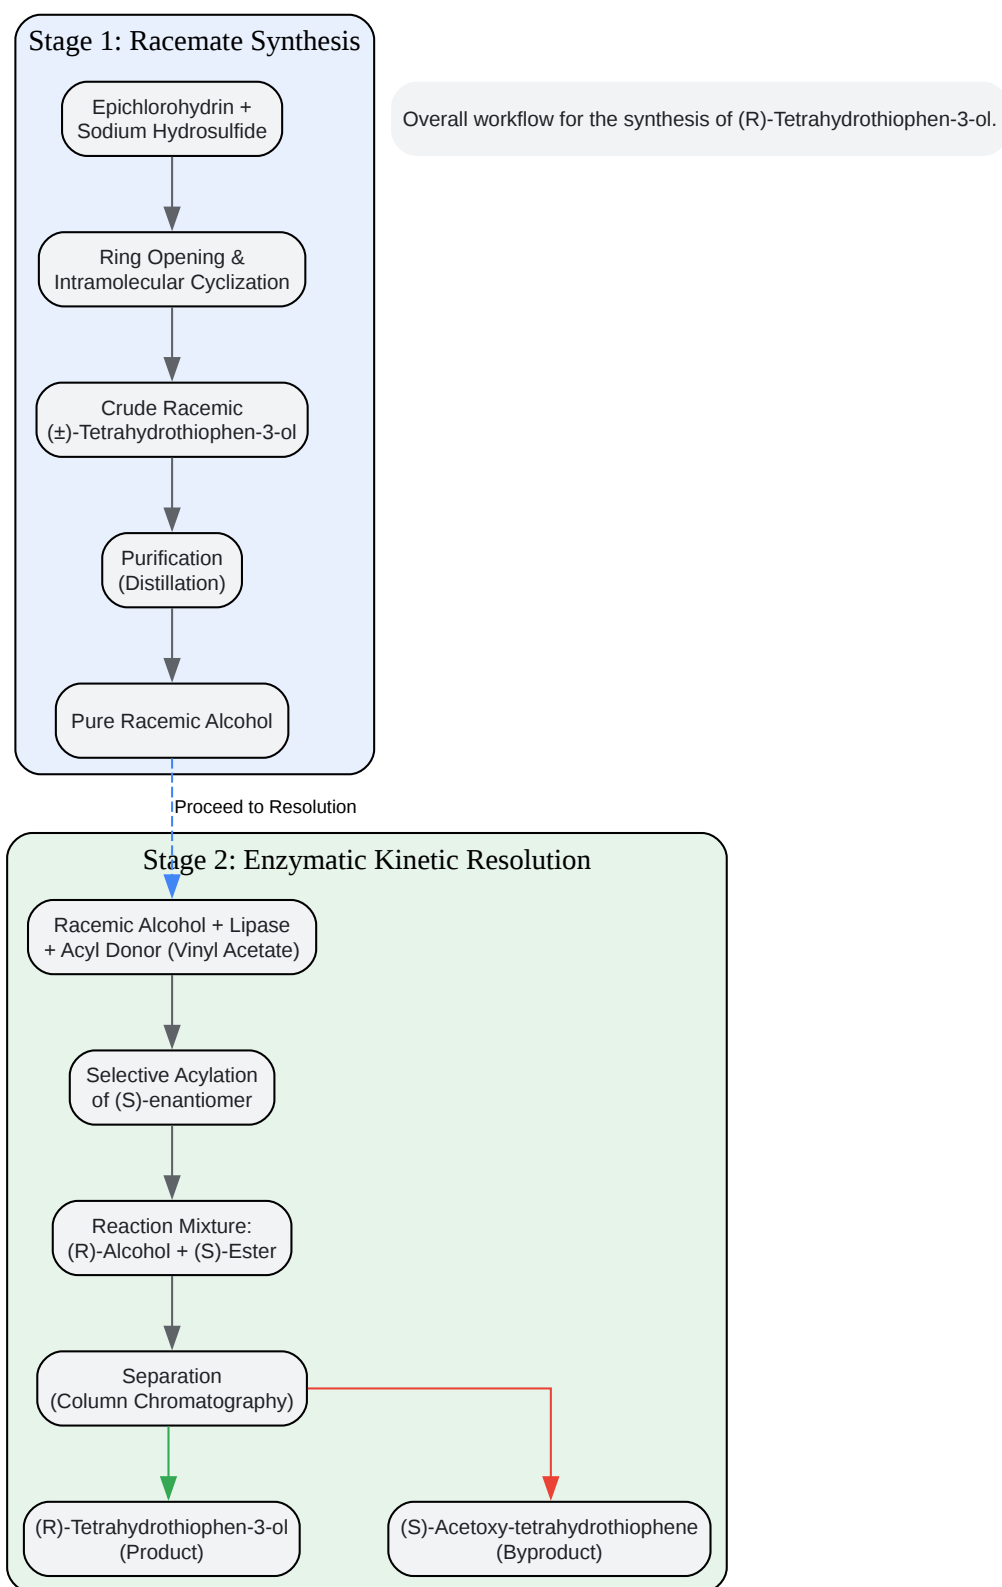 Stage 1: Racemate Synthesis
Epichlorohydrin +
Sodium Hydrosulfide
Overall workflow for the synthesis of (R)-Tetrahydrothiophen-3-ol.
Ring Opening &
Intramolecular Cyclization
Crude Racemic
(±)-Tetrahydrothiophen-3-ol
Purification
(Distillation)
Pure Racemic Alcohol
Proceed to Resolution
Stage 2: Enzymatic Kinetic Resolution
Racemic Alcohol + Lipase
+ Acyl Donor (Vinyl Acetate)
Selective Acylation
of (S)-enantiomer
Reaction Mixture:
(R)-Alcohol + (S)-Ester
Separation
(Column Chromatography)
(R)-Tetrahydrothiophen-3-ol
(Product)
(S)-Acetoxy-tetrahydrothiophene
(Byproduct)